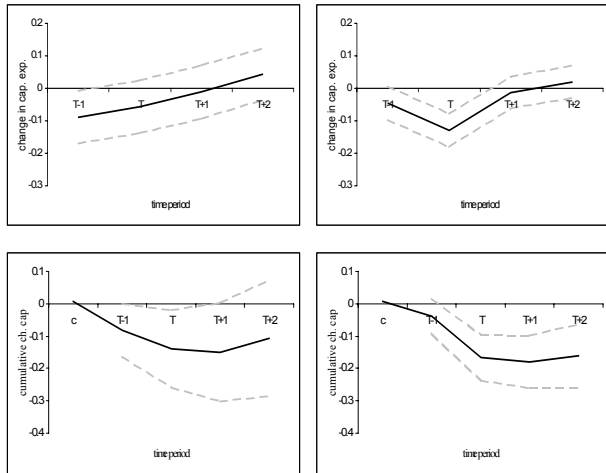 0.2
0.1
0
-0.1
-0.2
-0.3
change in cap. exp.
T-1
T
T+1
T+2
time period
0.2
0.1
0
-0.1
-0.2
-0.3
change in cap. exp.
T-1
T
T+1
T+2
time period
0.1
0
-0.1
-0.2
-0.3
-0.4
cumulative ch. cap
c
T-1
T
T+1
T+2
time period
0.1
0
-0.1
-0.2
-0.3
-0.4
cumulative ch. cap
c
T-1
T
T+1
T+2
time period